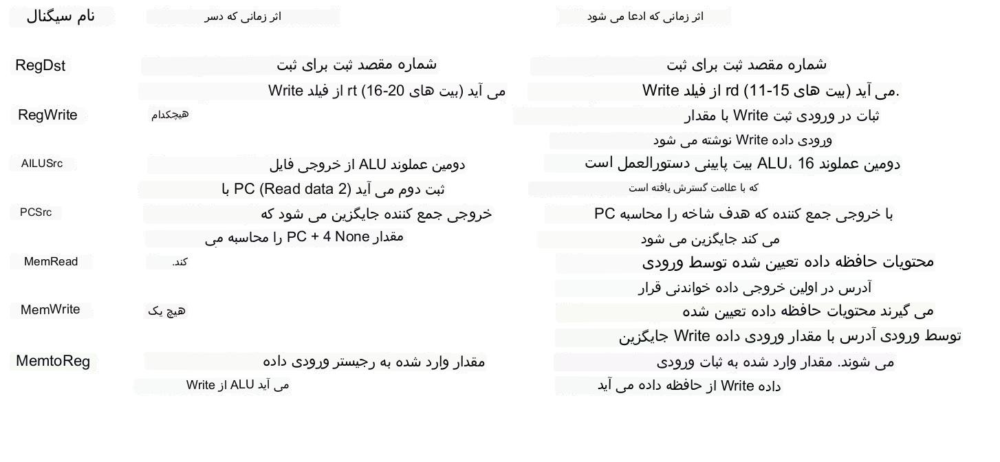 نام سیگنال
اثر زمانی که دسر
اثر زمانی که ادعا می شود
RegDst
شماره مقصد ثبت برای ثبت
شماره مقصد ثبت برای ثبت
Write از فیلد rt (16-20 می آید (بیت های
Write از فیلد rd (11-15 می آید (بیت های.
RegWrite
هیچکدام
ثبات در ورودی ثبت Write با مقدار
ورودی داده Write نوشته می شود
AILUSrc
دومین عملوند ALU از خروجی فایل
دومین عملوند ALU، 16 بیت پایینی دستورالعمل است
ثبت دوم می آید (Read data 2) PC با
که با علامت گسترش یافته است
PCSrc
خروجی جمع کننده جایگزین می شود که
با خروجی جمع کننده که هدف شاخه را محاسبه PC
مقدار PC + 4 None را محاسبه می
می کند جایگزین می شود
MemRead
کند.
محتویات حافظه داده تعیین شده توسط ورودی
آدرس در اولین خروجی داده خواندنی قرار
MemWrite
هیچ یک
می گیرند محتویات حافظه داده تعیین شده
توسط ورودی آدرس با مقدار ورودی داده Write جایگزین
MemtoReg
مقدار وارد شده به رجیستر ورودی داده
می شوند. مقدار وارد شده به ثبات ورودی
Write از ALU می آید
داده Write از حافظه داده می آید